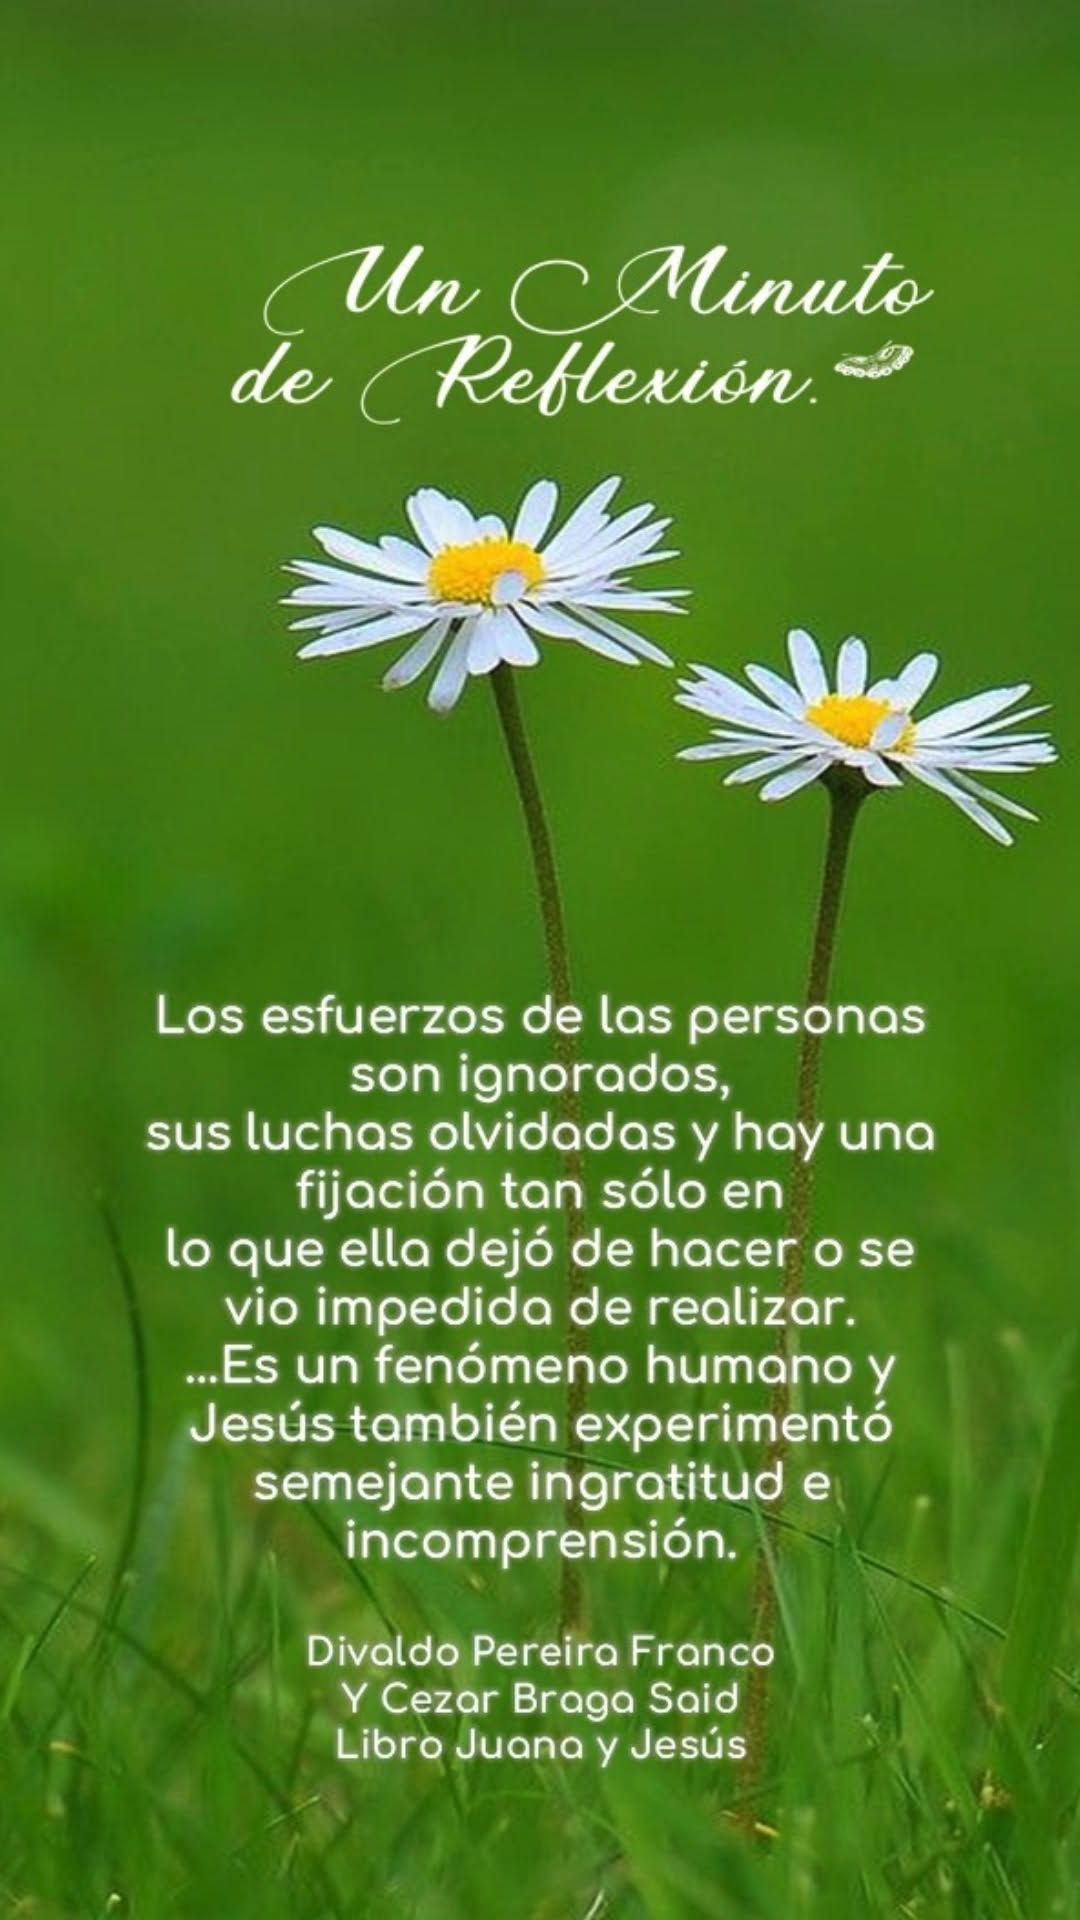 Un Minuto
de Reflexión.
Los esfuerzos de las personas
son ignorados,
sus luchas olvidadas y hay una
fijación tan sólo en
lo que ella dejó de hacer o se
vio impedida de realizar.
...Es un fenómeno humano y
Jesús también experimentó
semejante ingratitud e
incomprensión.
Divaldo Pereira Franco
Y Cezar Braga Said
Libro Juana y Jesús